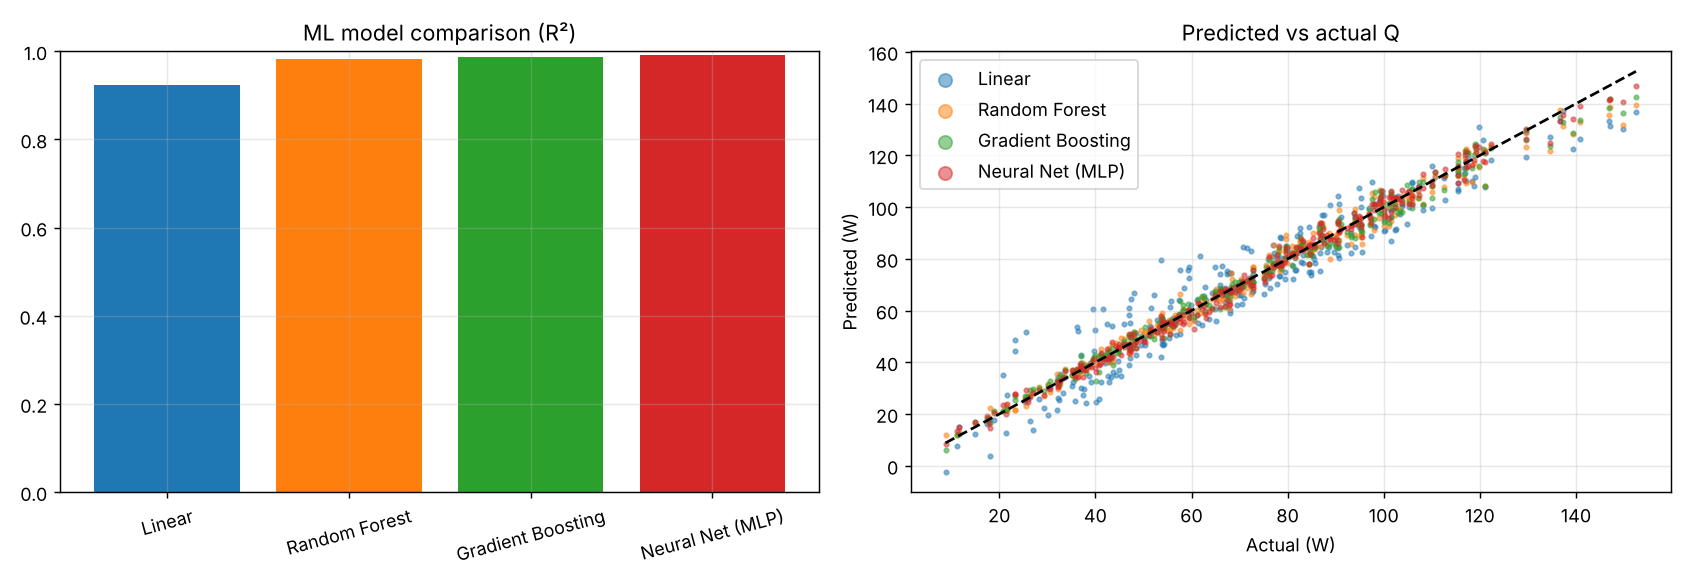 ML model comparison (R²)
1.0
0.8
0.6
0.4
0.2
0.0
Linear
Random Forest
Gradient Boosting
Neural Net (MLP)
Predicted vs actual Q
Linear
Random Forest
Gradient Boosting
Neural Net (MLP)
Predicted (W)
160
140
120
100
80
60
40
20
0
20 40 60 80 100 120 140
Actual (W)